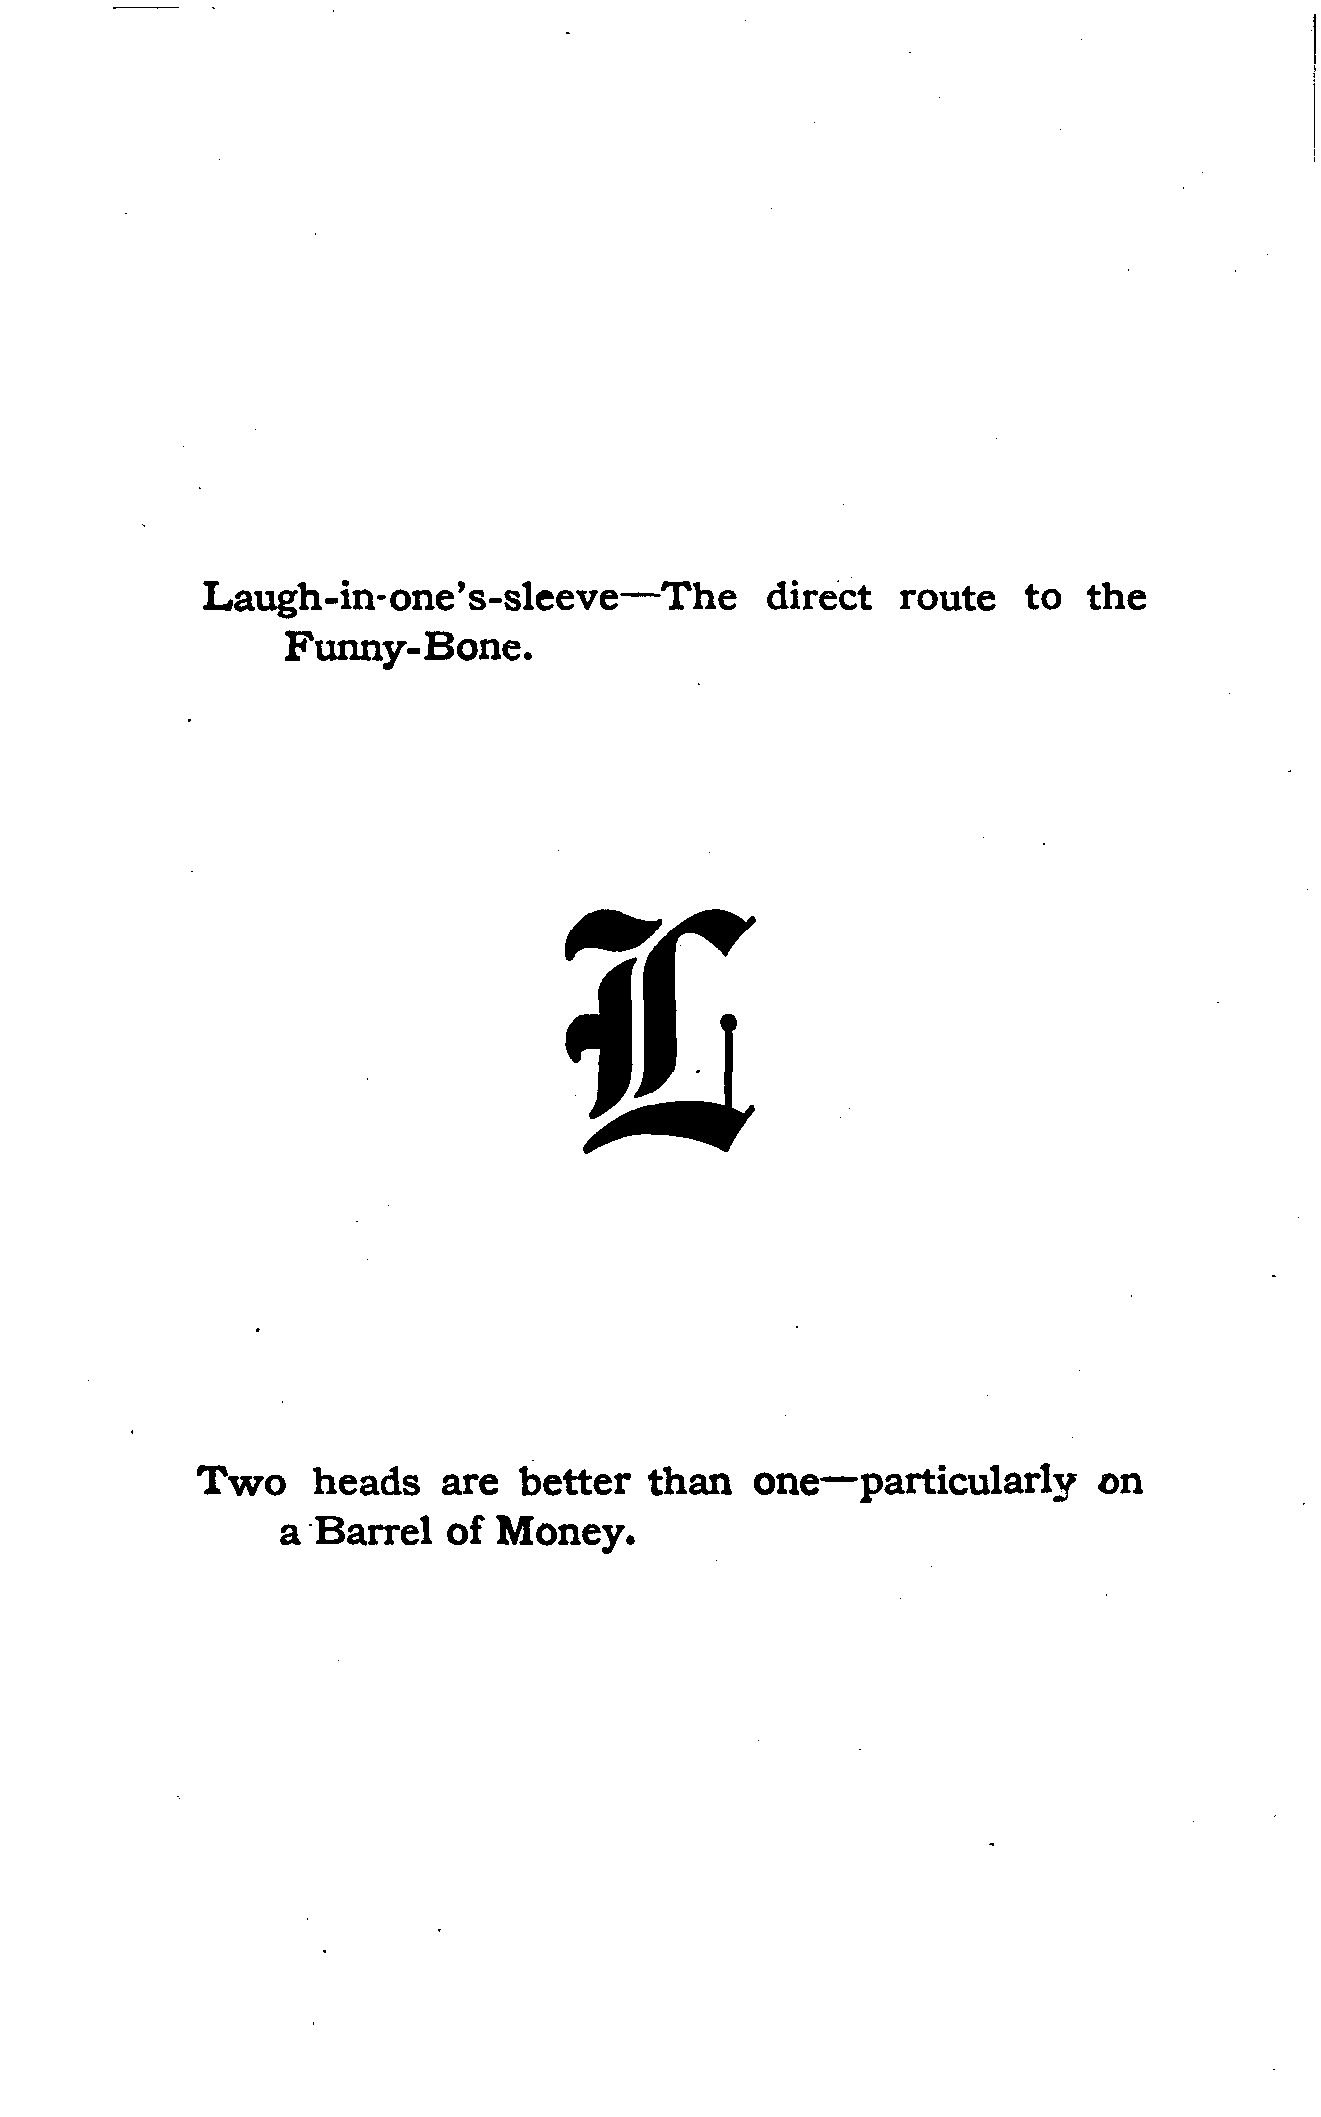 Laugh-in-one's-sleeve—The direct route to the
Funny-Bone.
L
Two heads are better than one—particularly on
a Barrel of Money.